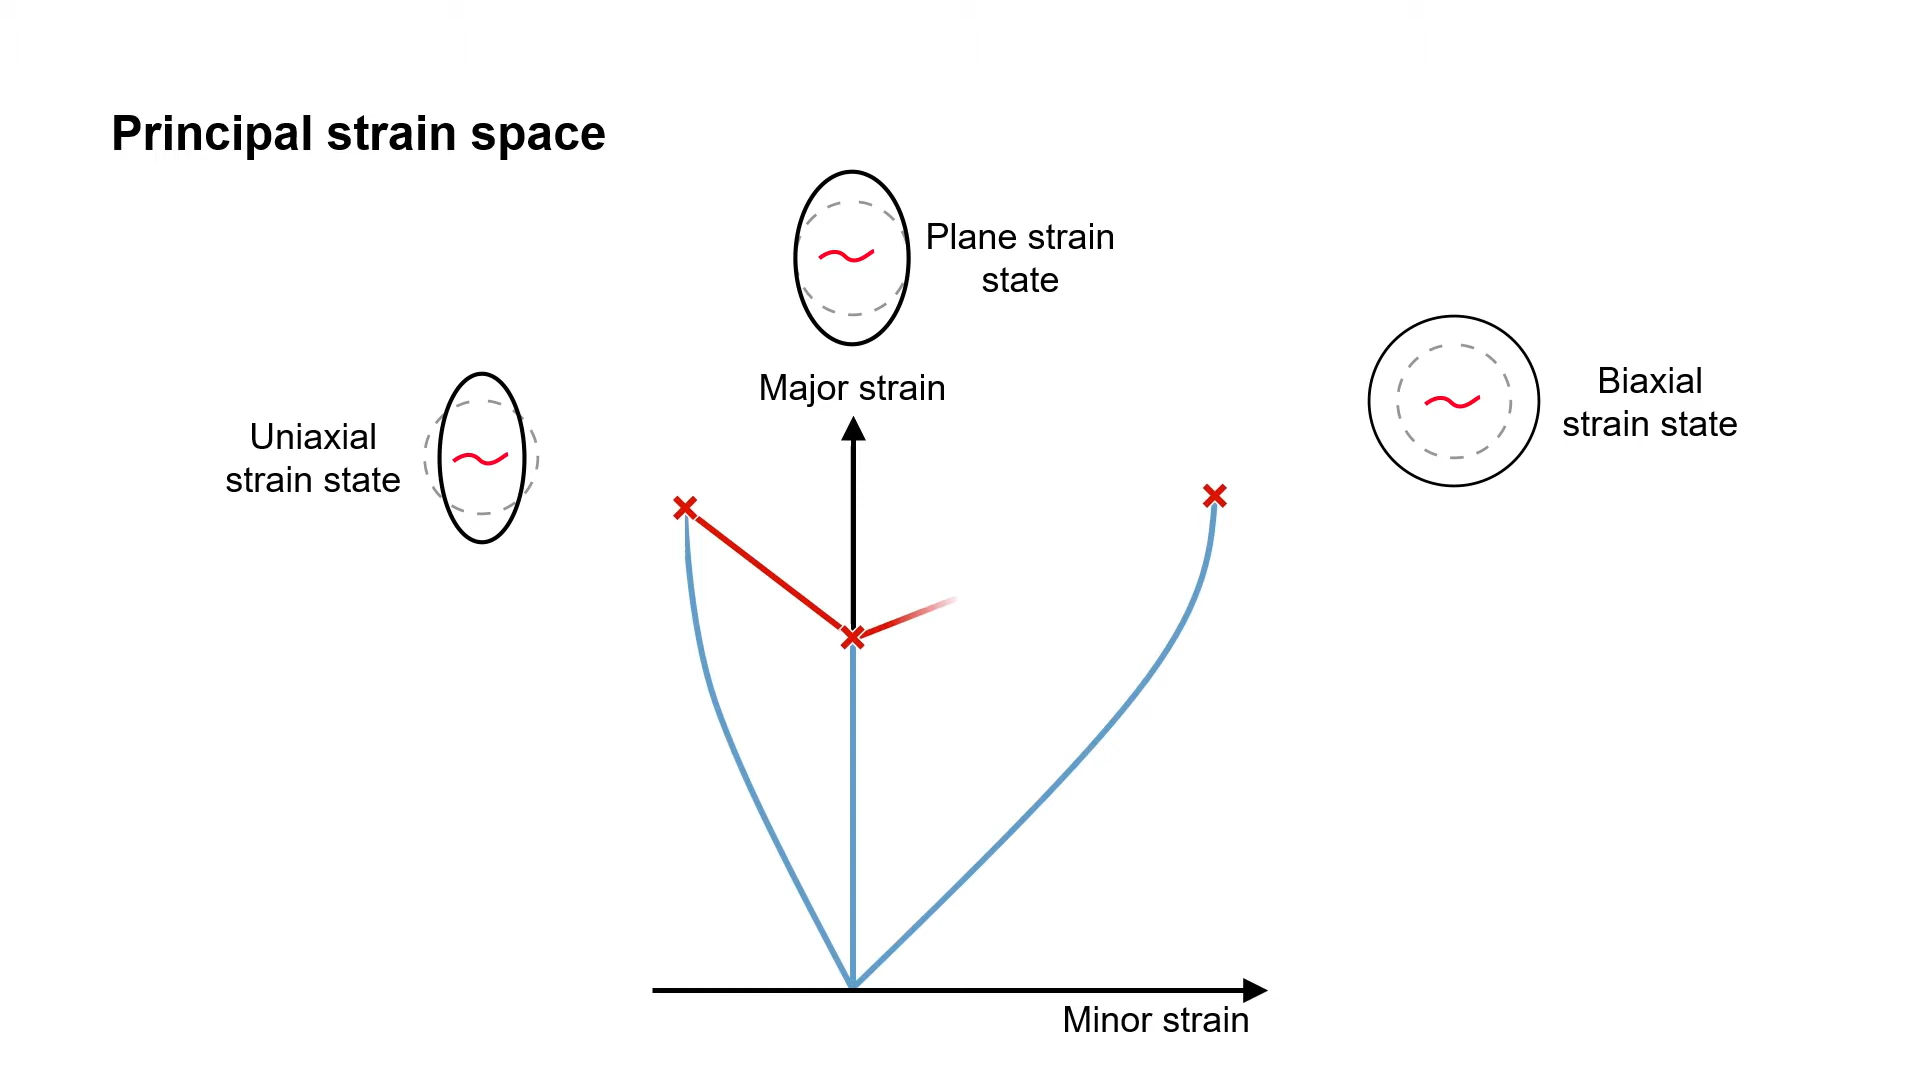 Principal strain space
Plane strain
state
Major strain
Biaxial
strain state
Uniaxial
strain state
Minor strain